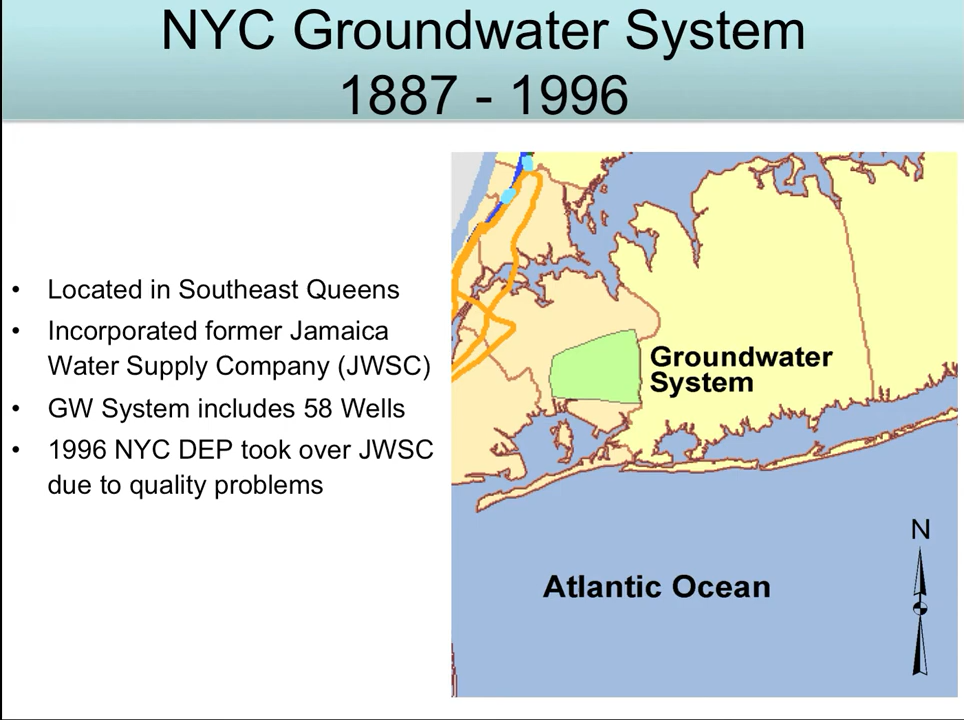 NYC Groundwater System
1887 - 1996
• Located in Southeast Queens
• Incorporated former Jamaica
Water Supply Company (JWSC)
• GW System includes 58 Wells
• 1996 NYC DEP took over JWSC
due to quality problems
Groundwater
System
Atlantic Ocean
N